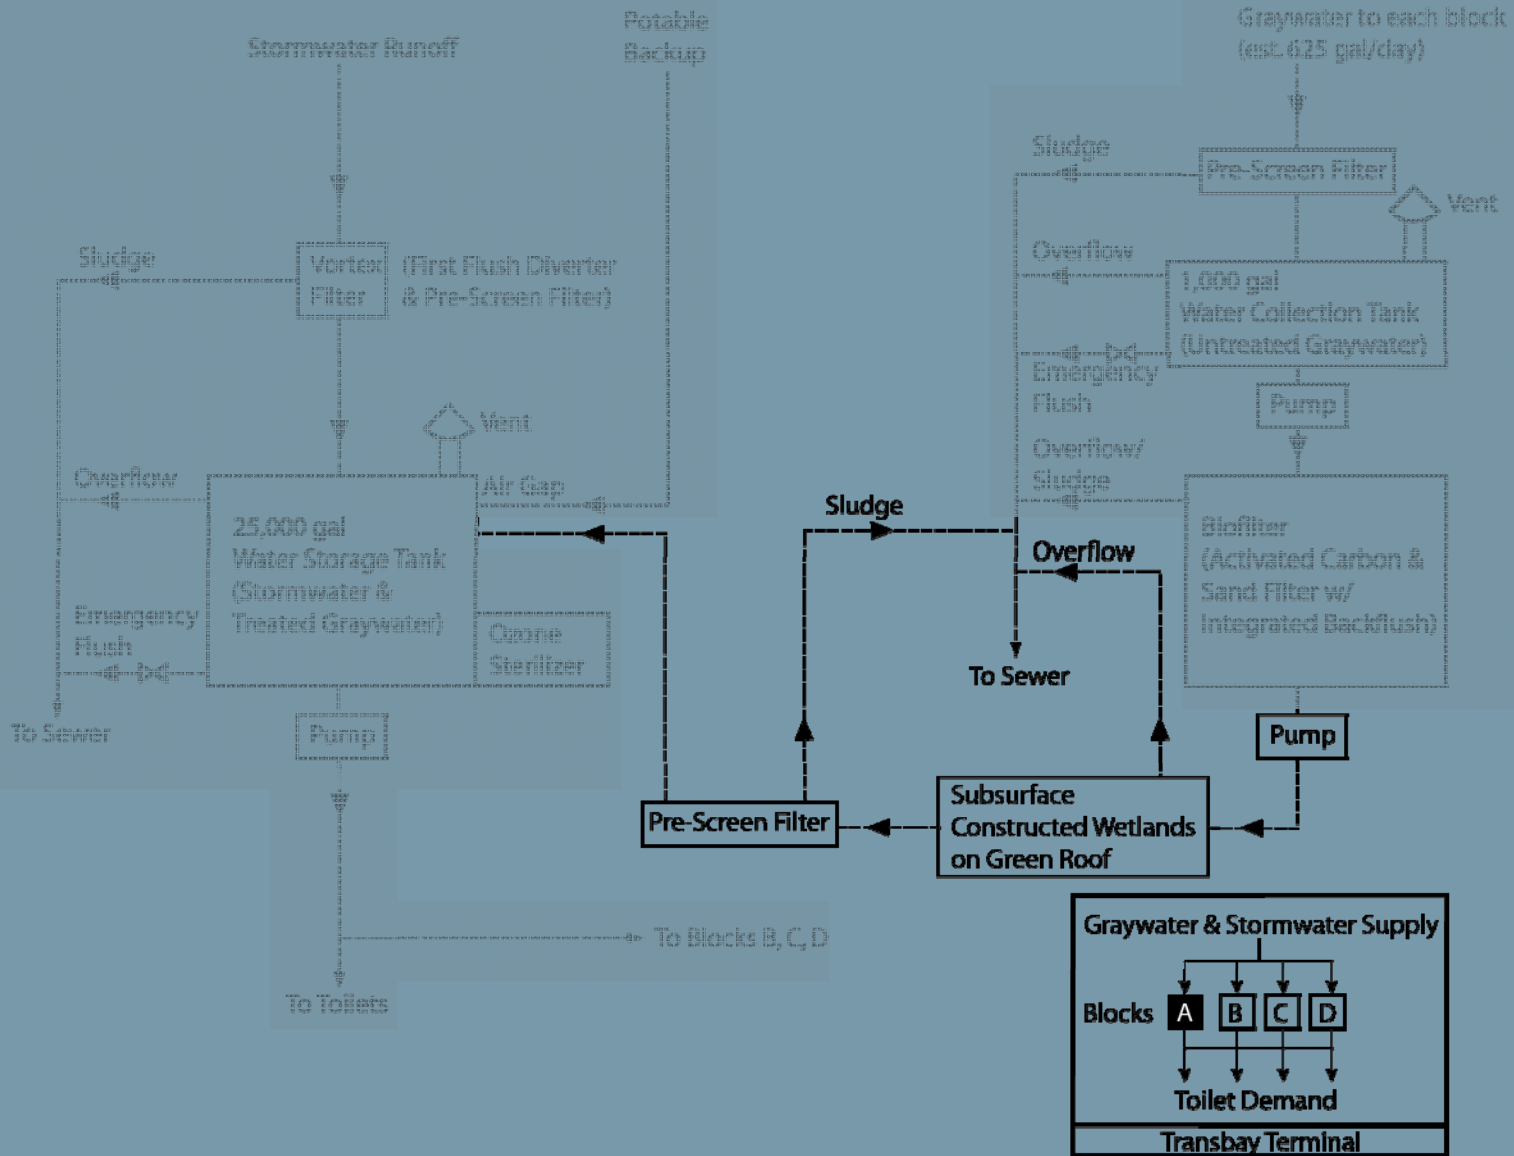 Stormwater Runoff
Potable
Backup
Graywater to each block
(est. 625 gal/day)
Sludge
Pre-Screen Filter
Vent
Overflow
Sludge
Vortex
Filter
(First Flush Diverter
& Pre-Screen Filter)
gal
Water Collection Tank
(Untreated Graywater)
Emergency
Pump
Vent
Overflow
Air Gap
Overflow/
Sludge
25,000 gal
Water Storage Tank
(Stormwater &
Treated Graywater)
Sludge
Overflow
Biofilter
(Activated Carbon &
Sand Filter w/
Integrated Backflush)
Emergency
Ozone
Sterilizer
To Sewer
To Sewer
Pump
Pump
Pre-Screen Filter
Subsurface
Constructed Wetlands
on Green Roof
To Blocks B, C, D
To Toilets
Graywater & Stormwater Supply
Blocks A B C D
Toilet Demand
Transbay Terminal